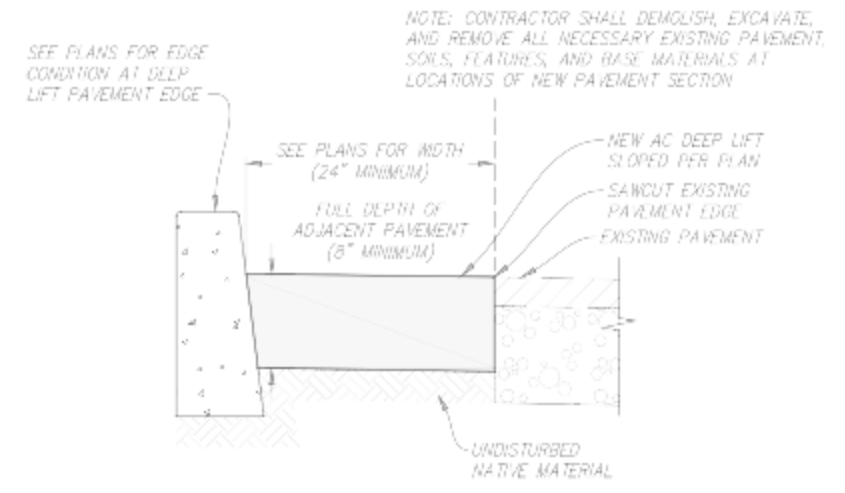 NOTE: CONTRACTOR SHALL DEMOLISH, EXCAVATE,
AND REMOVE ALL NECESSARY EXISTING PAVEMENT,
SOILS, FEATURES, AND BASE MATERIALS AT
LOCATIONS OF NEW PAVEMENT SECTION
SEE PLANS FOR EDGE
CONDITION AT DEEP
LIFT PAVEMENT EDGE
SEE PLANS FOR WIDTH
(24" MINIMUM)
NEW AC DEEP LIFT
SLOPED PER PLAN
SAWCUT EXISTING
PAVEMENT EDGE
EXISTING PAVEMENT
FULL DEPTH OF
ADJACENT PAVEMENT
(8" MINIMUM)
UNDISTURBED
NATIVE MATERIAL